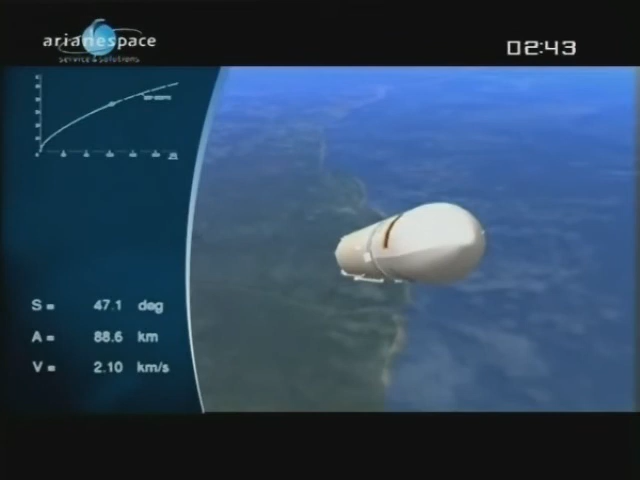 arianespace
service & solutions
02:43
S = 47.1 deg
A = 88.6 km
V = 2.10 km/s